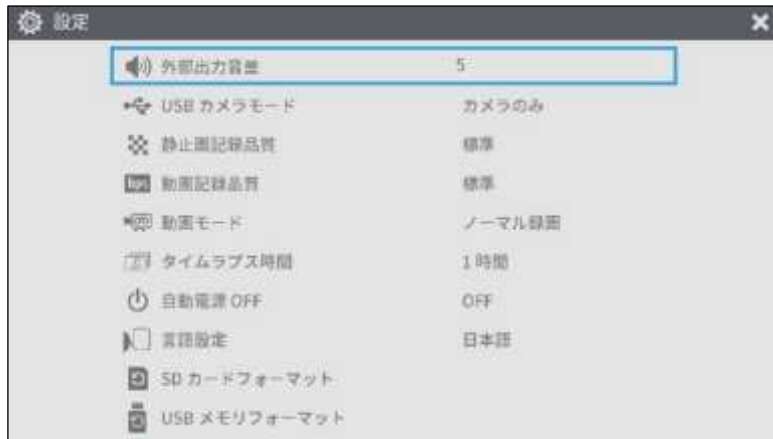 設定
外部出力音量 5
USB カメラモード カメラのみ
静止画記録品質 標準
bps 動画記録品質 標準
動画モード ノーマル録画
タイムラプス時間 1 時間
自動電源 OFF OFF
言語設定 日本語
SD カードフォーマット
USB メモリフォーマット